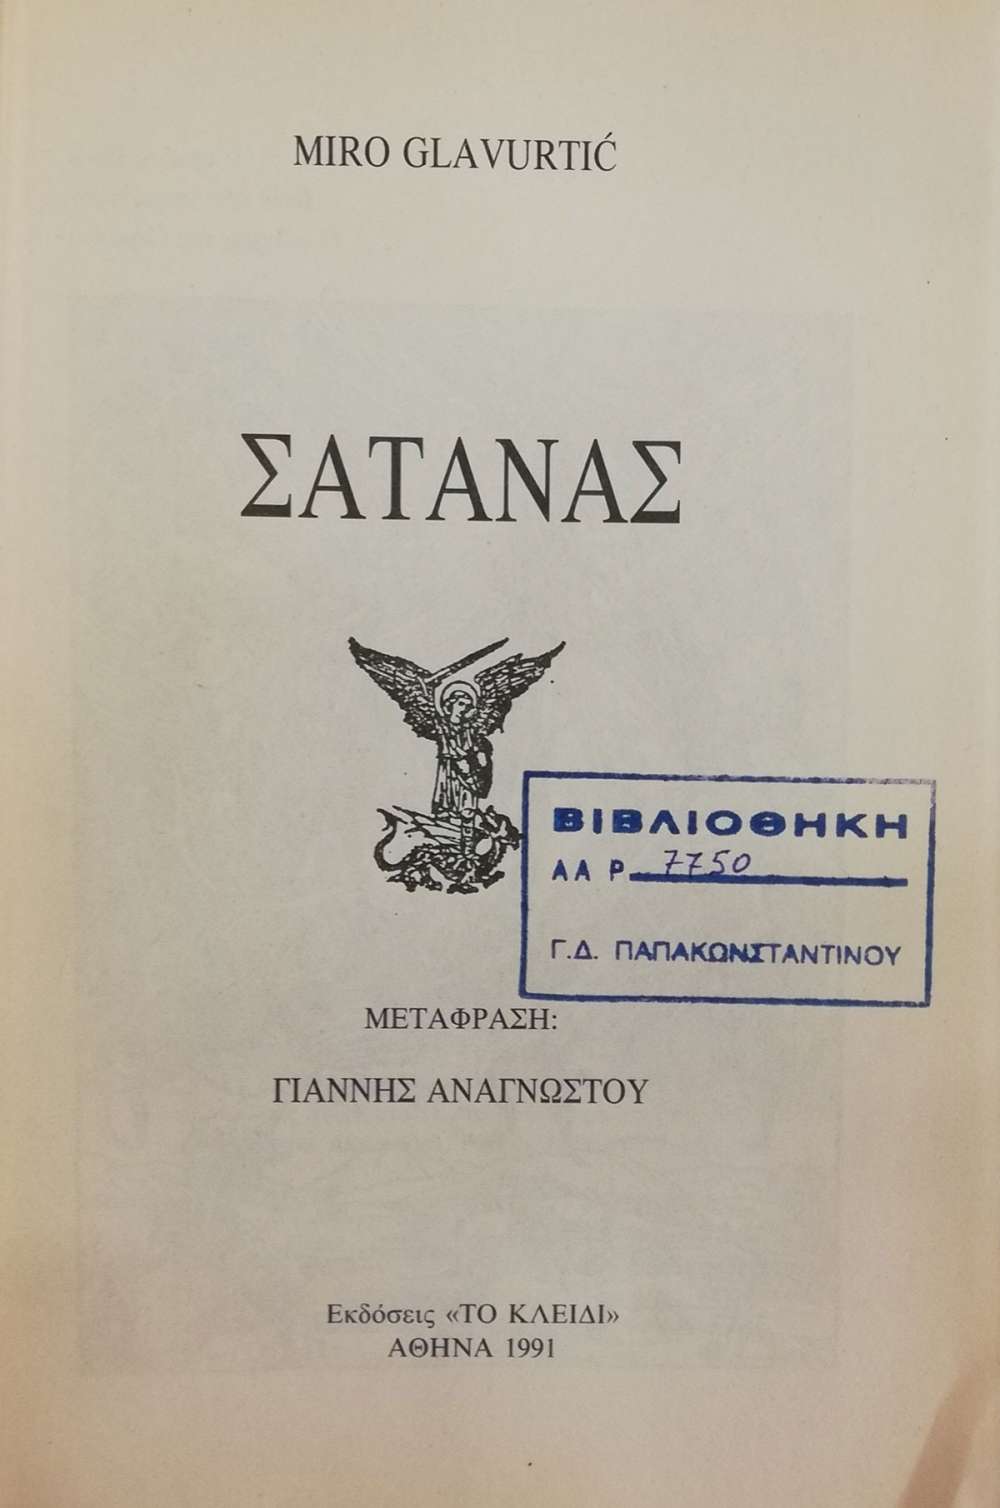 MIRO GLAVURTIĆ
ΣΑΤΑΝΑΣ
ΒΙΒΛΙΟΘΗΚΗ
ΑΑ Ρ 7750
Γ.Δ. ΠΑΠΑΚΩΝΣΤΑΝΤΙΝΟΥ
ΜΕΤΑΦΡΑΣΗ:
ΓΙΑΝΝΗΣ ΑΝΑΓΝΩΣΤΟΥ
Εκδόσεις «ΤΟ ΚΛΕΙΔΙ»
ΑΘΗΝΑ 1991